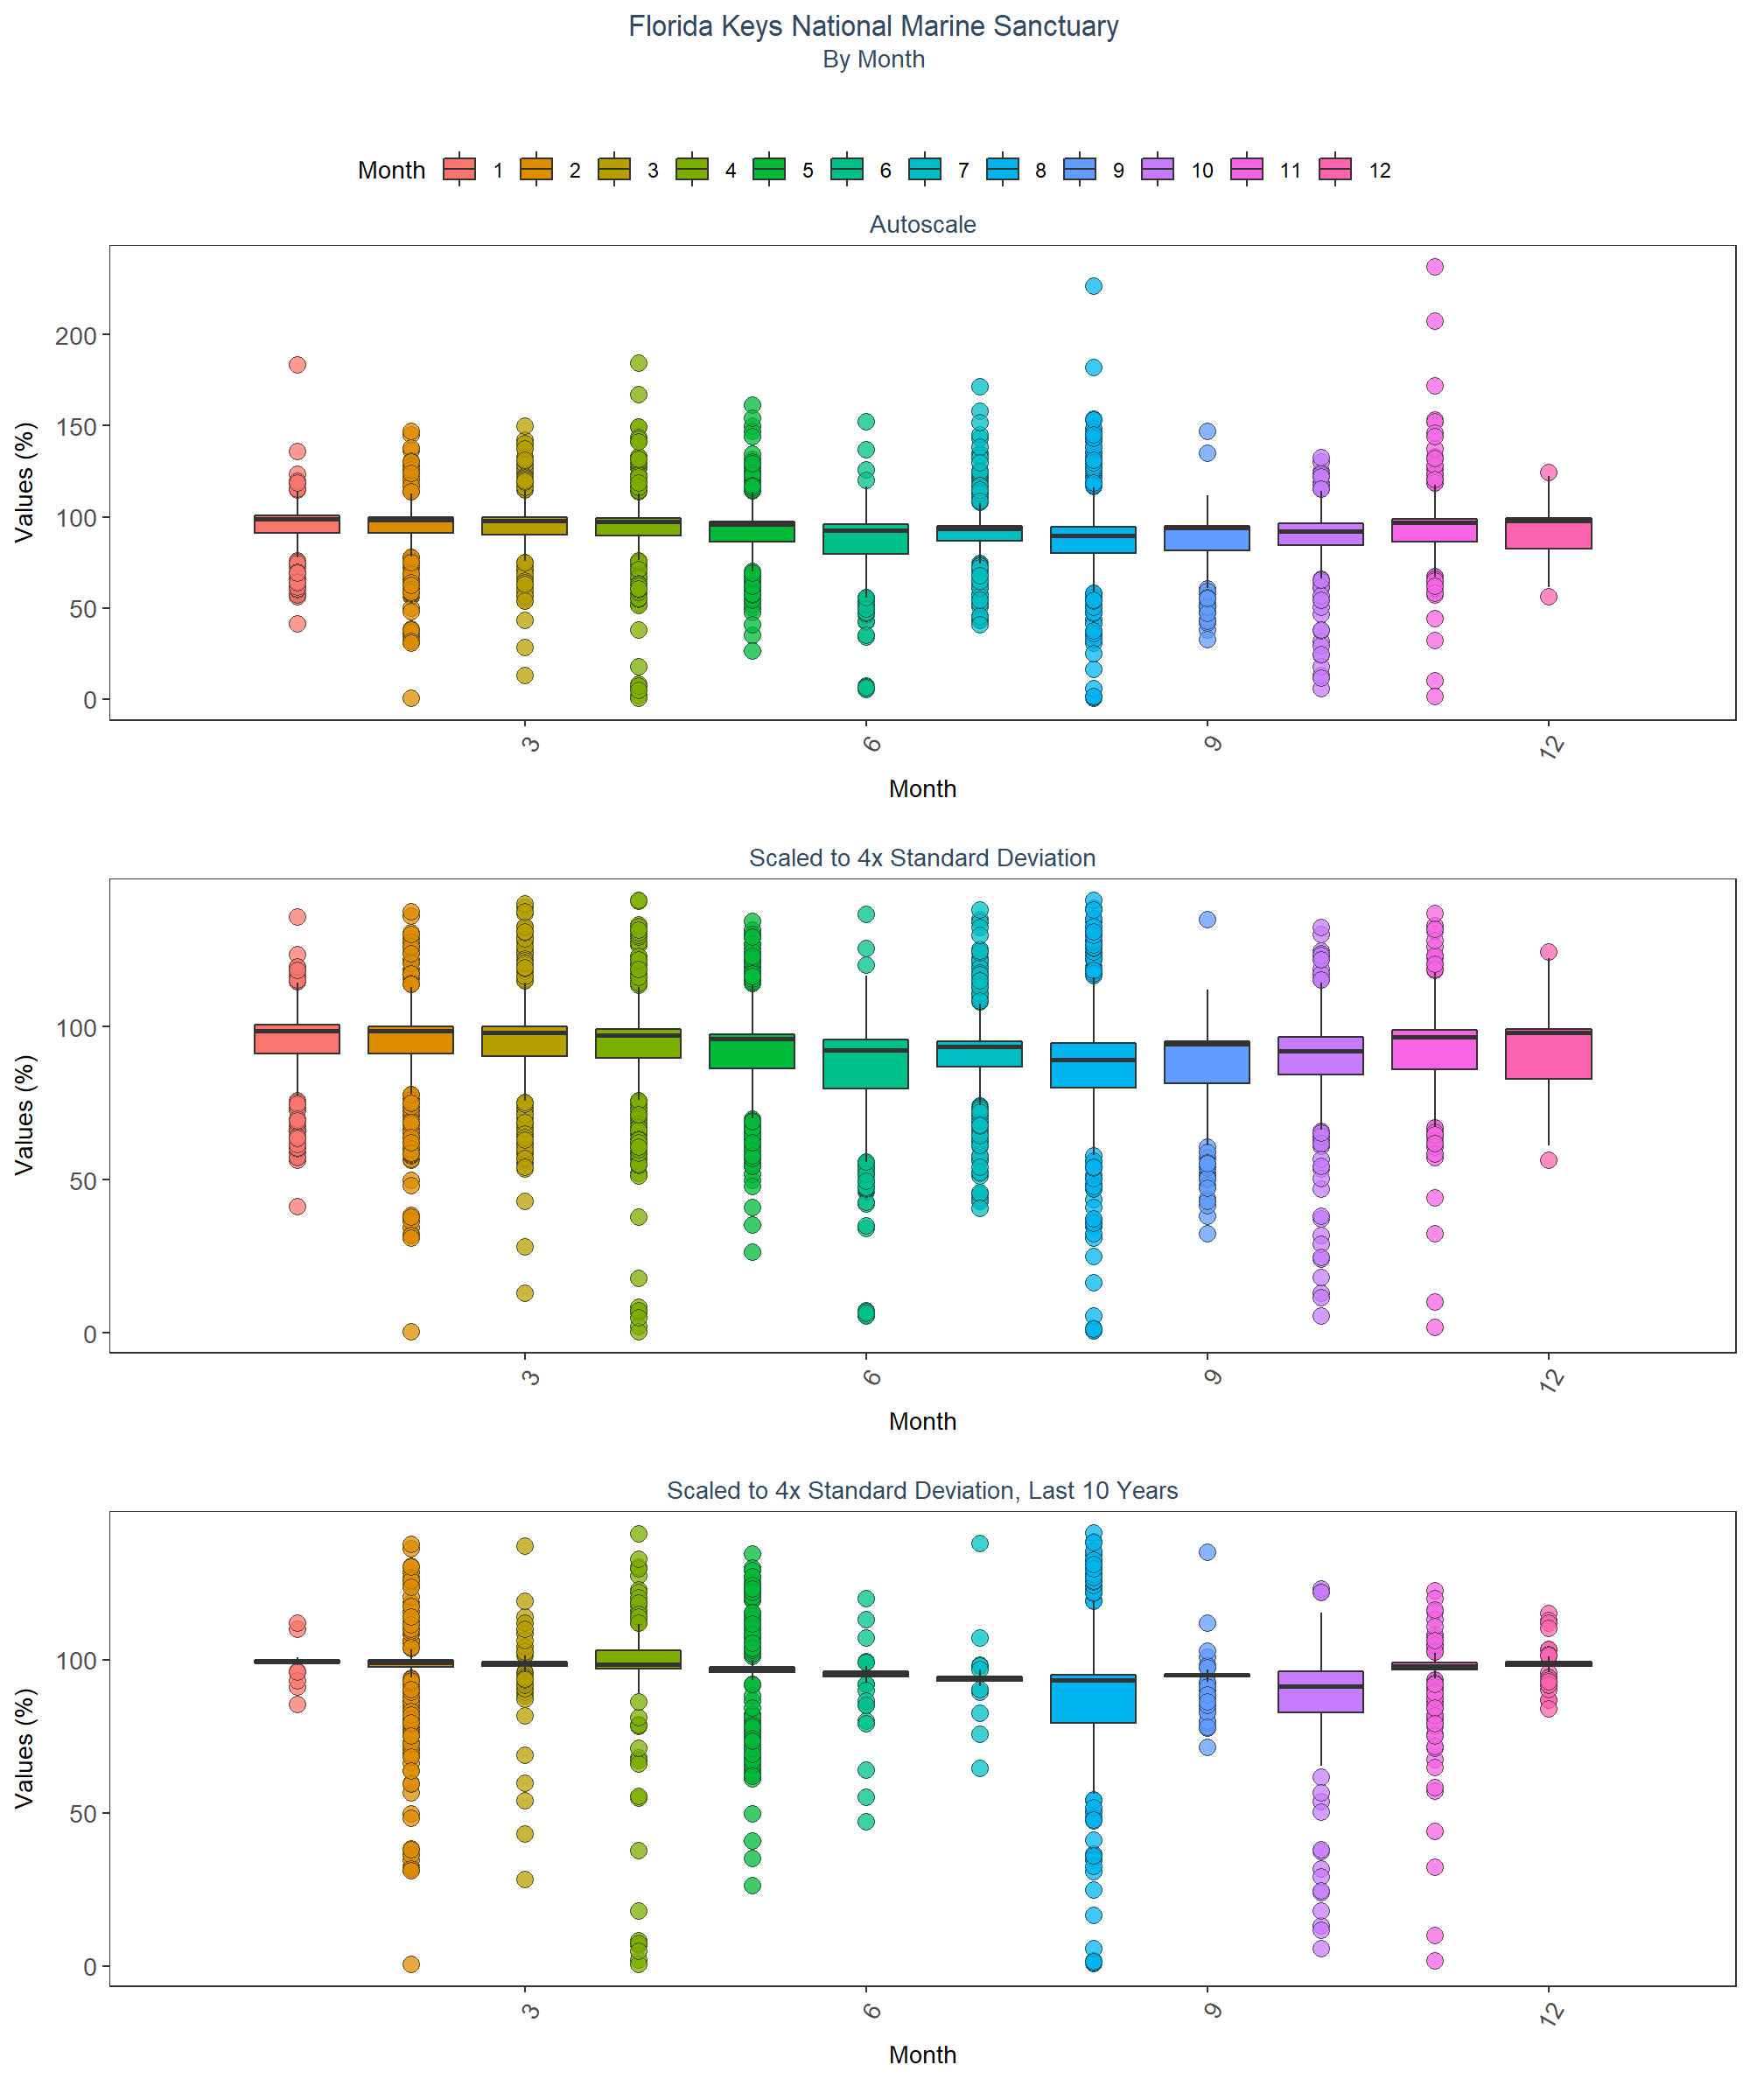 Florida Keys National Marine Sanctuary
By Month
Month 1 2 3 4 5 6 7 8 9 10 11 12
Autoscale
Values (%)
200
150
100
50
0
3 6 9 12
Month
Scaled to 4x Standard Deviation
Values (%)
100
50
0
3 6 9 12
Month
Scaled to 4x Standard Deviation, Last 10 Years
Values (%)
100
50
0
3 6 9 12
Month